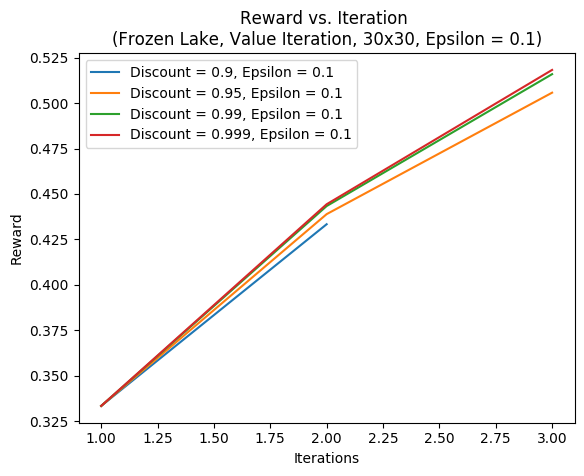 Reward vs. Iteration
(Frozen Lake, Value Iteration, 30x30, Epsilon = 0.1)
Discount = 0.9, Epsilon = 0.1
Discount = 0.95, Epsilon = 0.1
Discount = 0.99, Epsilon = 0.1
Discount = 0.999, Epsilon = 0.1
Reward
0.525
0.500
0.475
0.450
0.425
0.400
0.375
0.350
0.325
1.00 1.25 1.50 1.75 2.00 2.25 2.50 2.75 3.00
Iterations